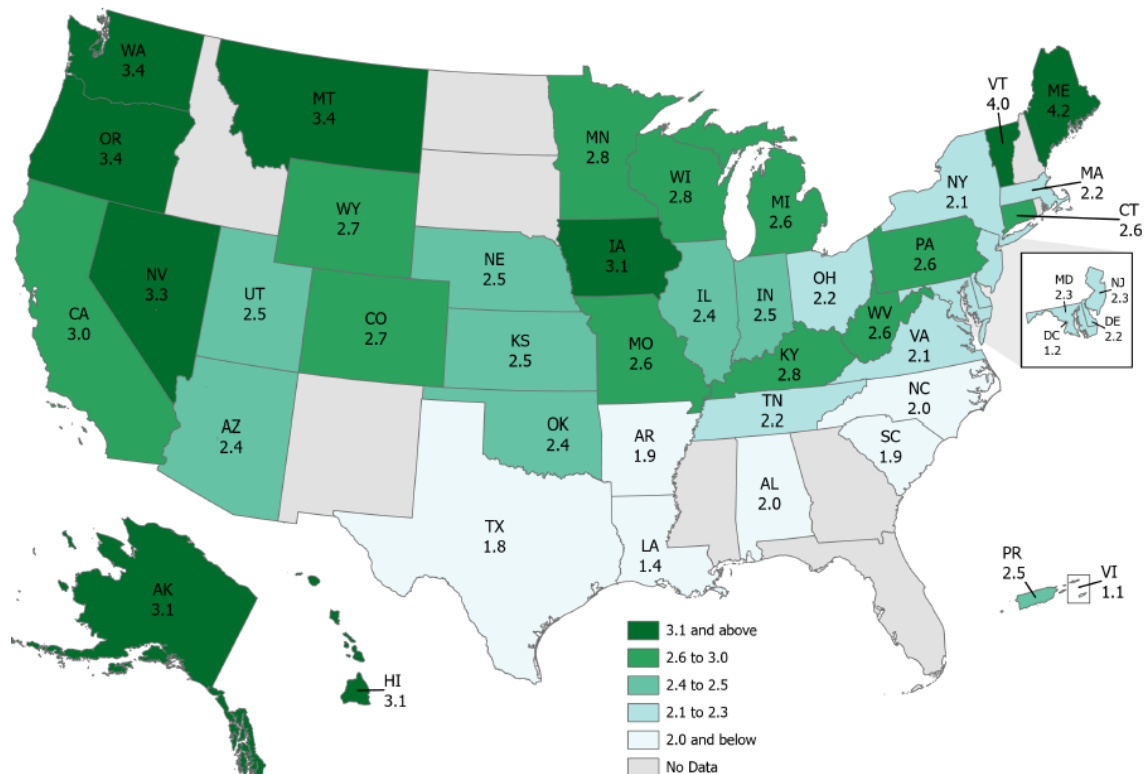 WA
3.4
MT
3.4
OR
3.4
MN
2.8
VT
4.0
ME
4.2
WI
2.8
MI
2.6
NY
2.1
MA
2.2
CT
2.6
WY
2.7
IA
3.1
NE
2.5
PA
2.6
NV
3.3
UT
2.5
CA
3.0
CO
2.7
KS
2.5
MO
2.6
IL
2.4
IN
2.5
OH
2.2
WV
2.6
VA
2.1
KY
2.8
MD
2.3
NJ
2.3
DC
1.2
DE
2.2
AZ
2.4
OK
2.4
AR
1.9
TN
2.2
NC
2.0
SC
1.9
AL
2.0
TX
1.8
LA
1.4
AK
3.1
HI
3.1
PR
2.5
VI
1.1
3.1 and above
2.6 to 3.0
2.4 to 2.5
2.1 to 2.3
2.0 and below
No Data